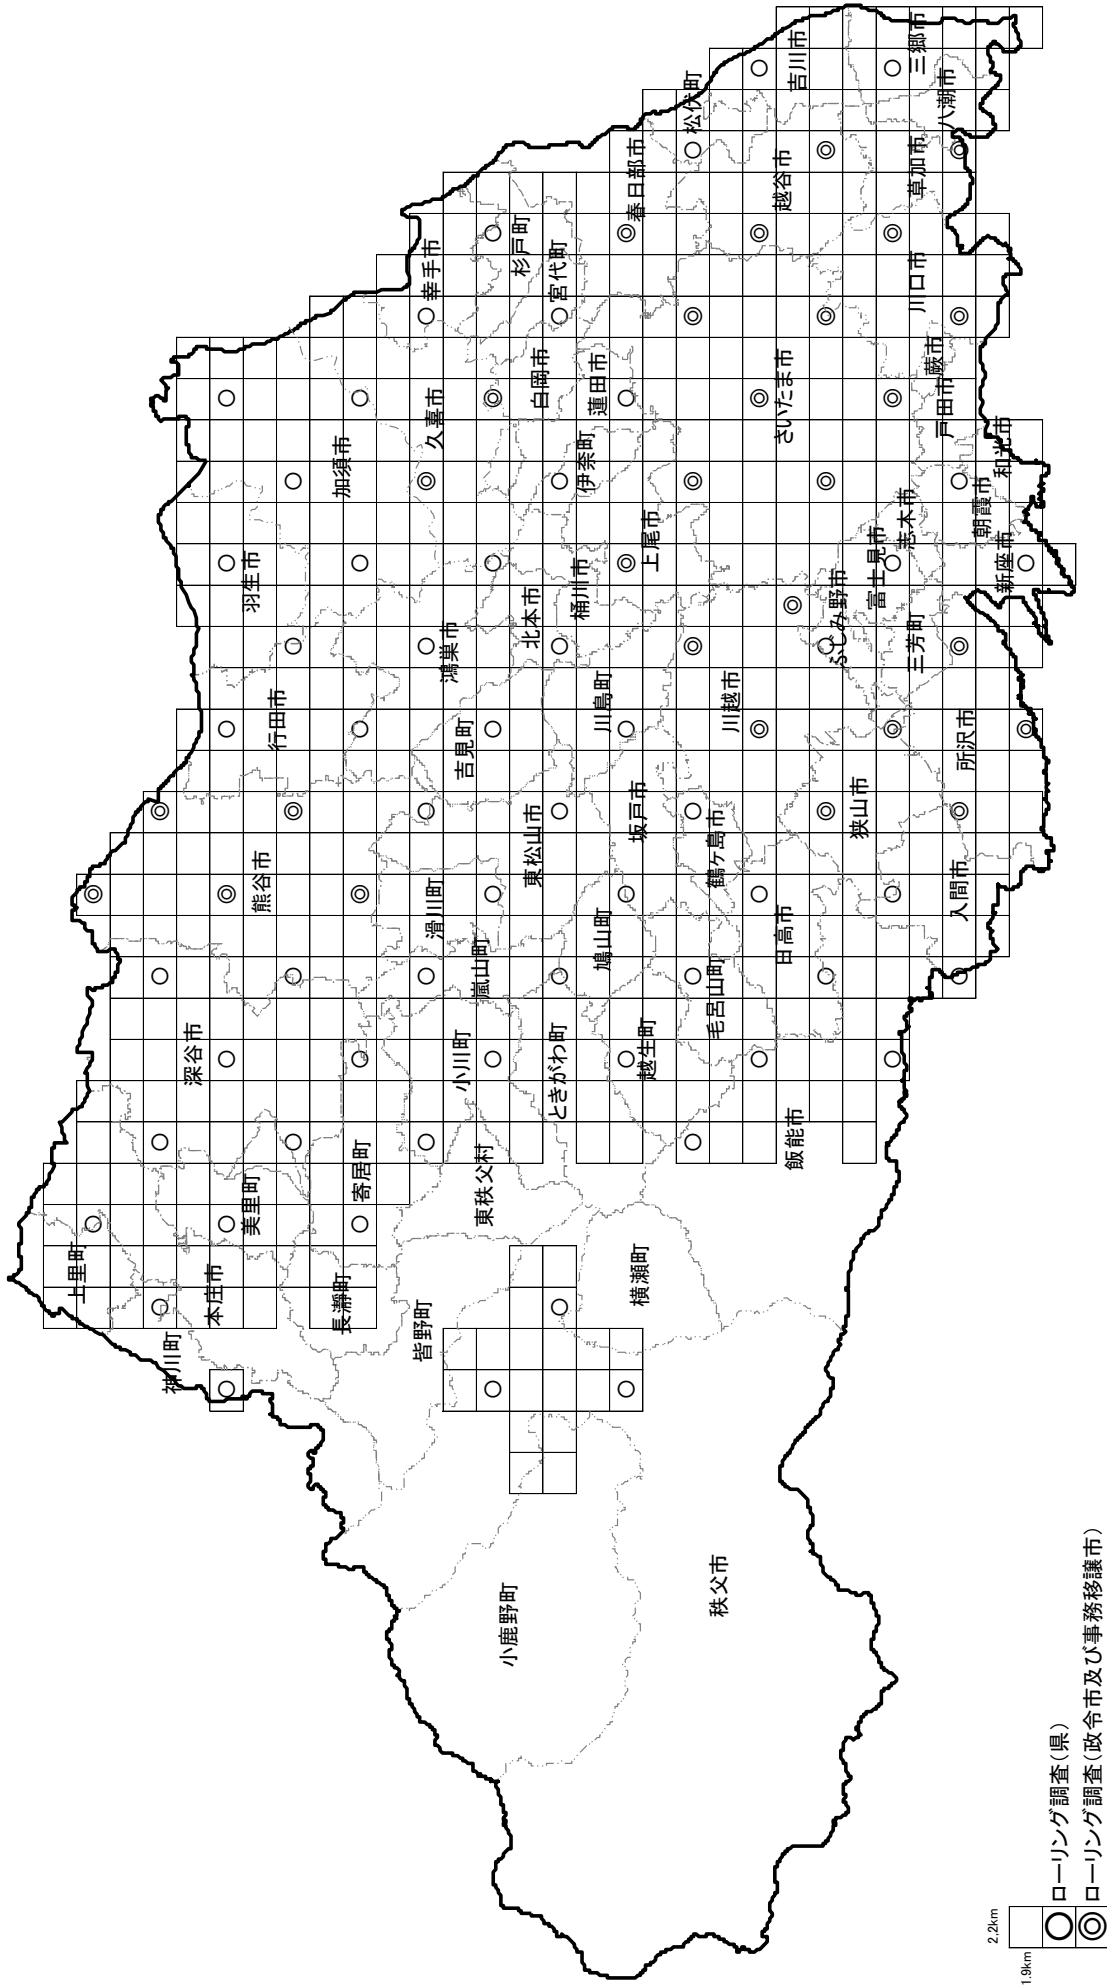 上里町
神川町
本庄市
美里町
深谷市
長瀞町
寄居町
皆野町
東秩父村
小川町
ときがわ町
横瀬町
小鹿野町
秩父市
熊谷市
滑川町
嵐山町
東松山市
鳩山町
越生町
毛呂山町
坂戸市
鶴ヶ島市
日高市
飯能市
狭山市
入間市
所沢市
行田市
羽生市
加須市
鴻巣市
吉見町
北本市
桶川市
川島町
川越市
上尾市
伊奈町
久喜市
白岡市
蓮田市
幸手市
杉戸町
宮代町
春日部市
松伏町
さいたま市
越谷市
吉川市
三郷市
八潮市
草加市
川口市
蕨市
戸田市
和光市
朝霞市
志木市
新座市
富士見市
ふじみ野市
三芳町
2.2km
1.9km
○ ローリング調査(県)
◎ ローリング調査(政令市及び事務移譲市)